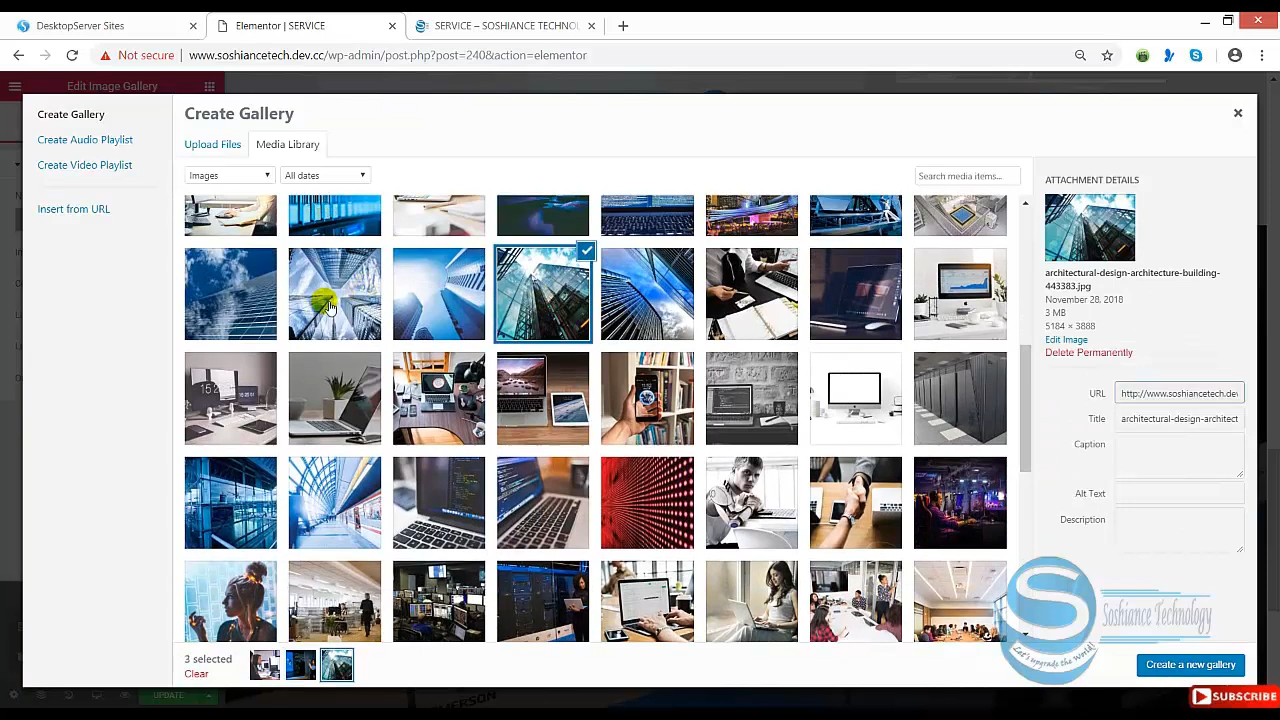 DesktopServer Sites
Elementor | SERVICE
SERVICE – SOSHIANCE TECHNOL
Not secure
www.soshiancetech.dev.cc/wp-admin/post.php?post=240&action=elementor
Edit Image Gallery
Create Gallery
Create Audio Playlist
Create Video Playlist
Insert from URL
Create Gallery
Upload Files
Media Library
Images
All dates
Search media items...
ATTACHMENT DETAILS
architectural-design-architecture-building-
443383.jpg
November 28, 2018
3 MB
5184 × 3888
Edit Image
Delete Permanently
URL
http://www.soshiancetech.de
Title
architectural-design-architect
Caption
Alt Text
Description
Soshiance Technology
Let's upgrade the World!
3 selected
Clear
Create a new gallery
UPDATE
SUBSCRIBE